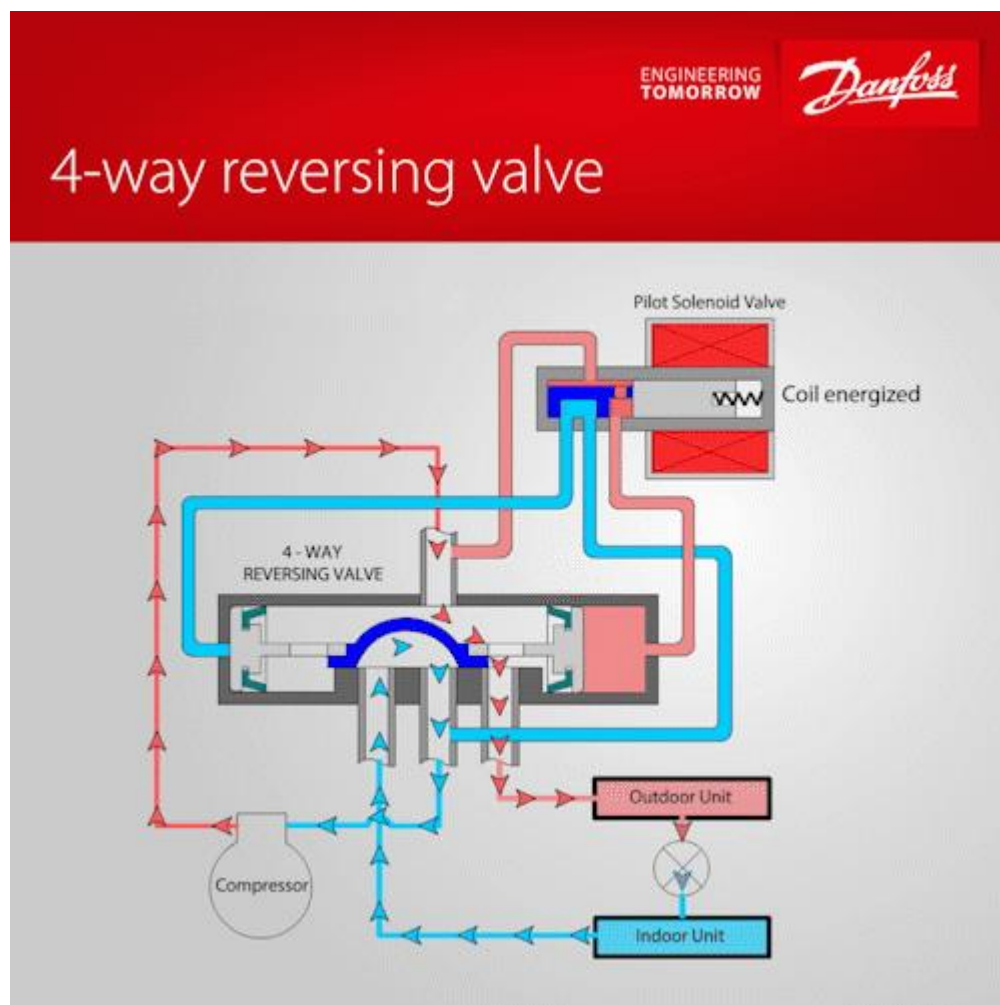 ENGINEERING
TOMORROW
Danfoss
4-way reversing valve
Pilot Solenoid Valve
Coil energized
4 - WAY
REVERSING VALVE
Outdoor Unit
Compressor
Indoor Unit